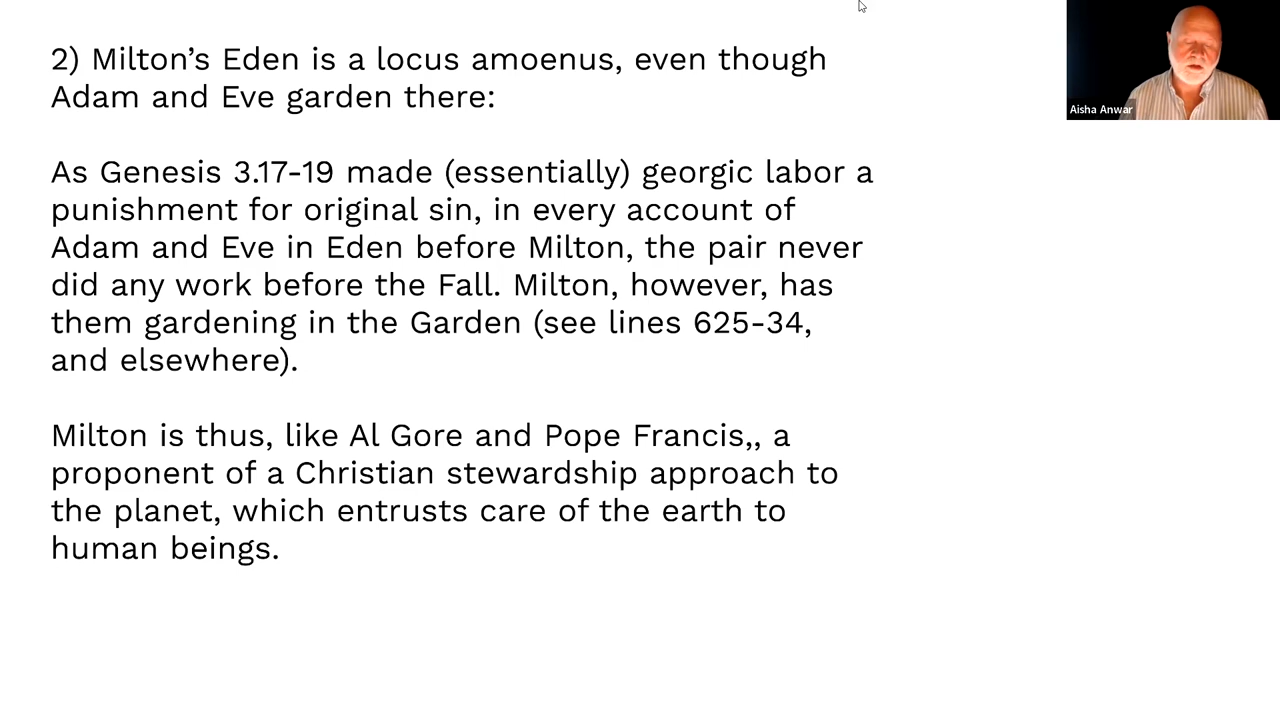 2) Milton’s Eden is a locus amoenus, even though
Adam and Eve garden there:
As Genesis 3.17-19 made (essentially) georgic labor a
punishment for original sin, in every account of
Adam and Eve in Eden before Milton, the pair never
did any work before the Fall. Milton, however, has
them gardening in the Garden (see lines 625-34,
and elsewhere).
Milton is thus, like Al Gore and Pope Francis,, a
proponent of a Christian stewardship approach to
the planet, which entrusts care of the earth to
human beings.
Aisha Anwar